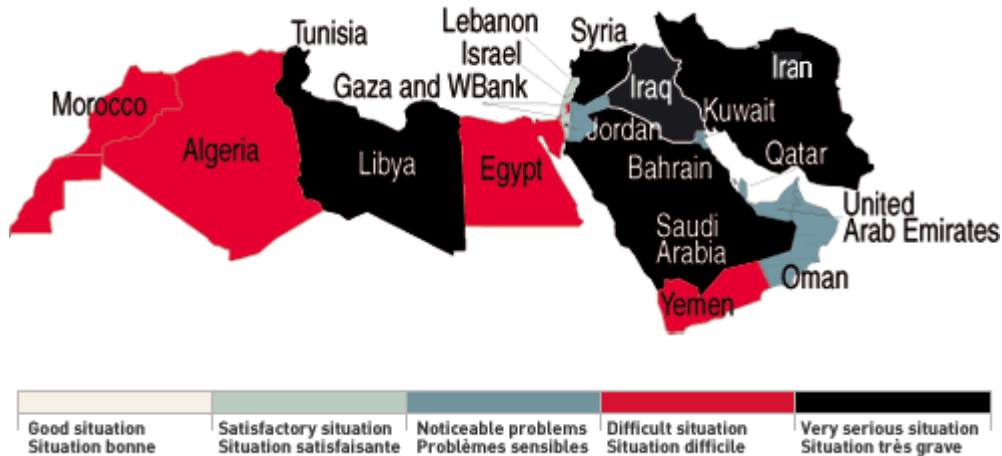 Lebanon
Syria
Tunisia
Israel
Iran
Gaza and WBank
Iraq
Morocco
Kuwait
Jordan
Algeria
Qatar
Libya
Egypt
Bahrain
United
Arab Emirates
Saudi
Arabia
Oman
Yemen
Good situation
Situation bonne
Satisfactory situation
Situation satisfaisante
Noticeable problems
Problèmes sensibles
Difficult situation
Situation difficile
Very serious situation
Situation très grave